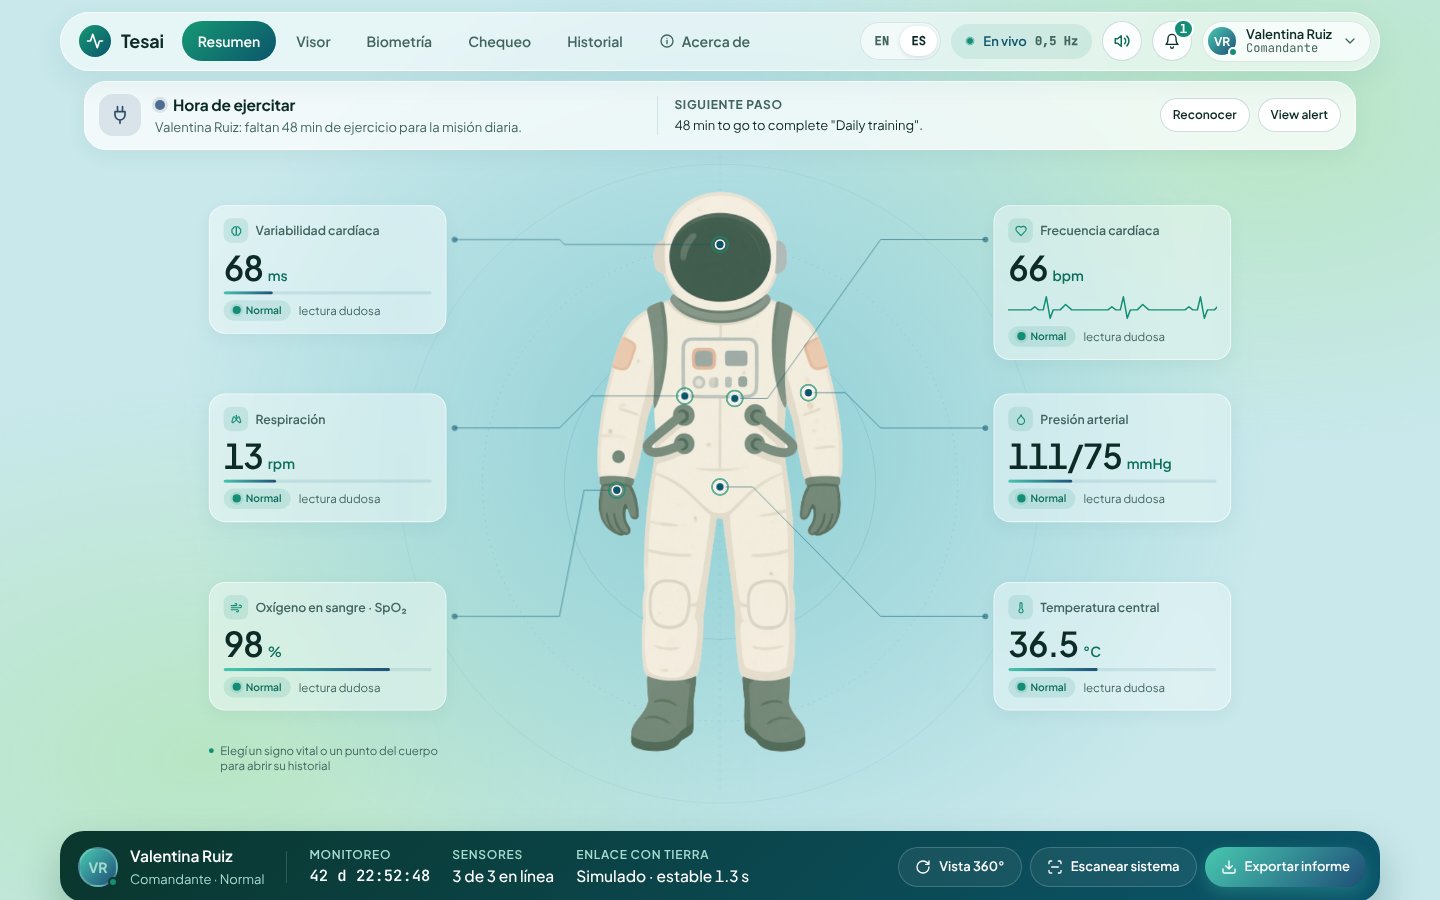 Tesai
Resumen
Visor
Biometría
Chequeo
Historial
Acerca de
EN
ES
En vivo 0,5 Hz
1
VR
Valentina Ruiz
Comandante
Hora de ejercitar
Valentina Ruiz: faltan 48 min de ejercicio para la misión diaria.
SIGUIENTE PASO
48 min to go to complete "Daily training".
Reconocer
View alert
Variabilidad cardíaca
68 ms
Normal lectura dudosa
Frecuencia cardíaca
66 bpm
Normal lectura dudosa
Respiración
13 rpm
Normal lectura dudosa
Presión arterial
111/75 mmHg
Normal lectura dudosa
Oxígeno en sangre · SpO₂
98 %
Normal lectura dudosa
Temperatura central
36.5 °C
Normal lectura dudosa
Elegí un signo vital o un punto del cuerpo
para abrir su historial
VR
Valentina Ruiz
Comandante · Normal
MONITOREO
42 d 22:52:48
SENSORES
3 de 3 en línea
ENLACE CON TIERRA
Simulado · estable 1.3 s
Vista 360°
Escanear sistema
Exportar informe